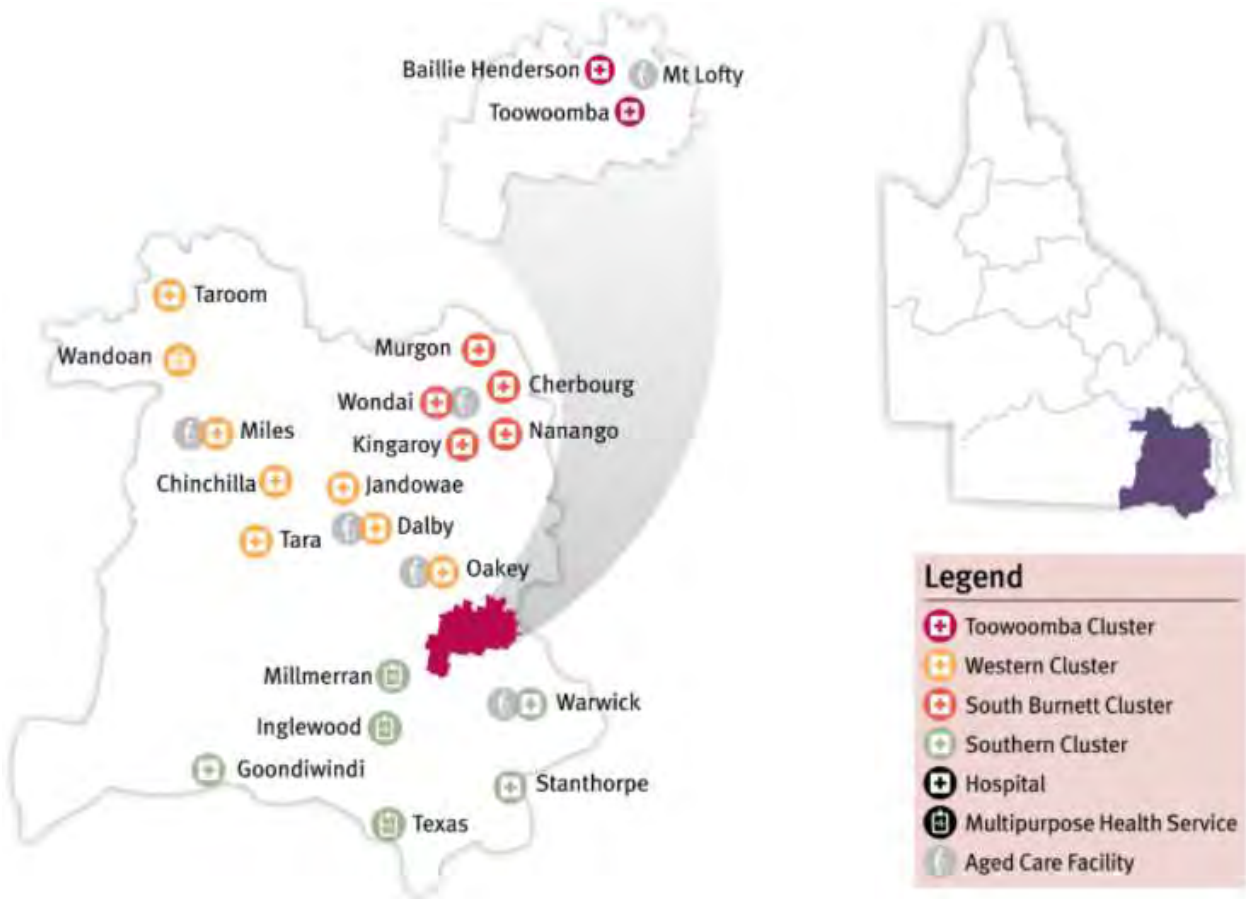 Baillie Henderson
Mt Lofty
Toowoomba
Taroom
Wandoan
Murgon
Cherbourg
Wondai
Miles
Nanango
Kingaroy
Chinchilla
Jandowae
Dalby
Tara
Oakey
Millmerran
Warwick
Inglewood
Goondiwindi
Stanthorpe
Texas
Legend
Toowoomba Cluster
Western Cluster
South Burnett Cluster
Southern Cluster
Hospital
Multipurpose Health Service
Aged Care Facility